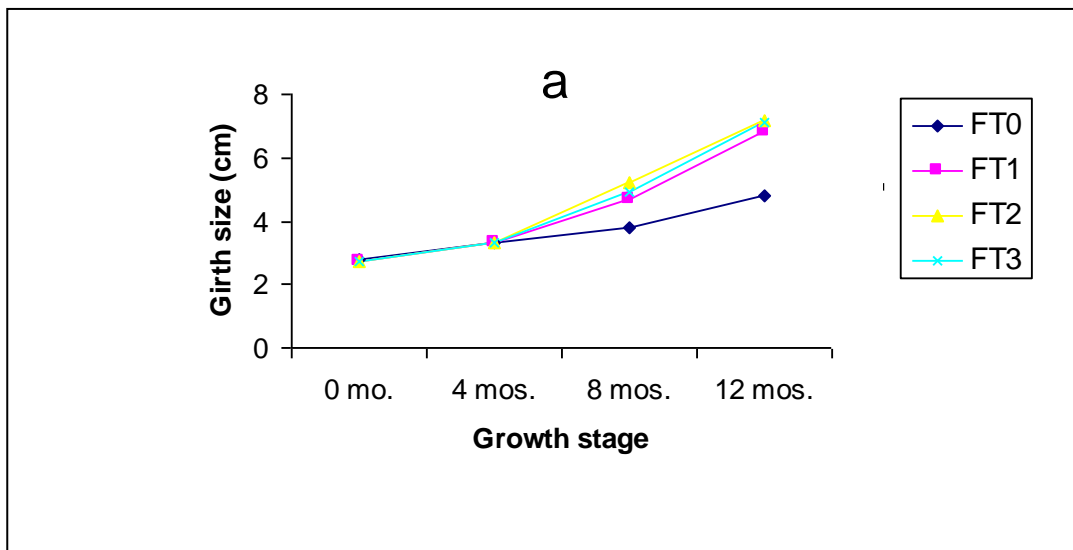 a
8
6
4
2
0
Girth size (cm)
0 mo. 4 mos. 8 mos. 12 mos.
Growth stage
FT0
FT1
FT2
FT3